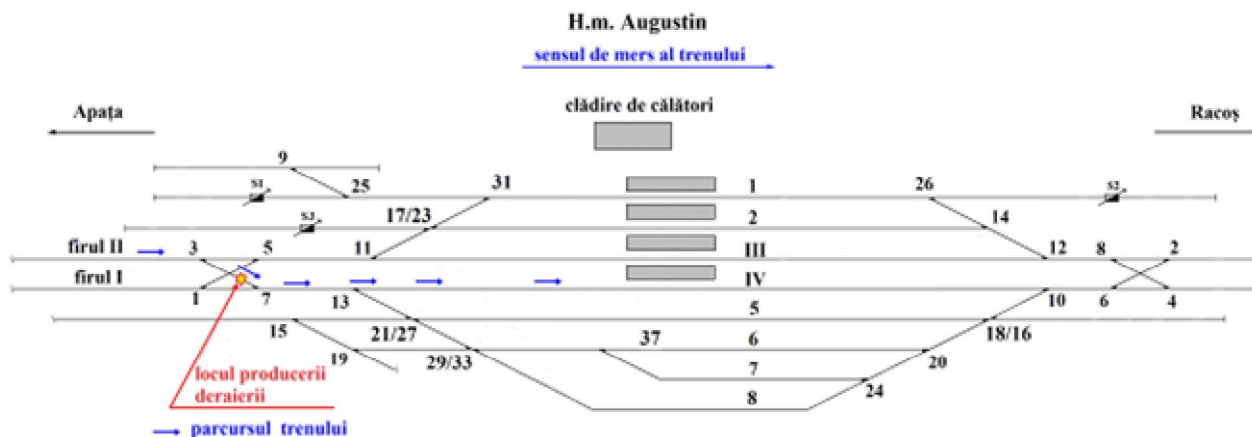 H.m. Augustin
sensul de mers al trenului
Apața
clădire de călători
Racoș
9
S1
25
31
1
26
S2
S3
17/23
2
14
firul II
3
5
11
III
12
8
2
firul I
IV
1
7
13
10
6
4
5
15
21/27
37
6
18/16
19
29/33
7
20
locul producerii
deraierii
24
8
parcursul trenului